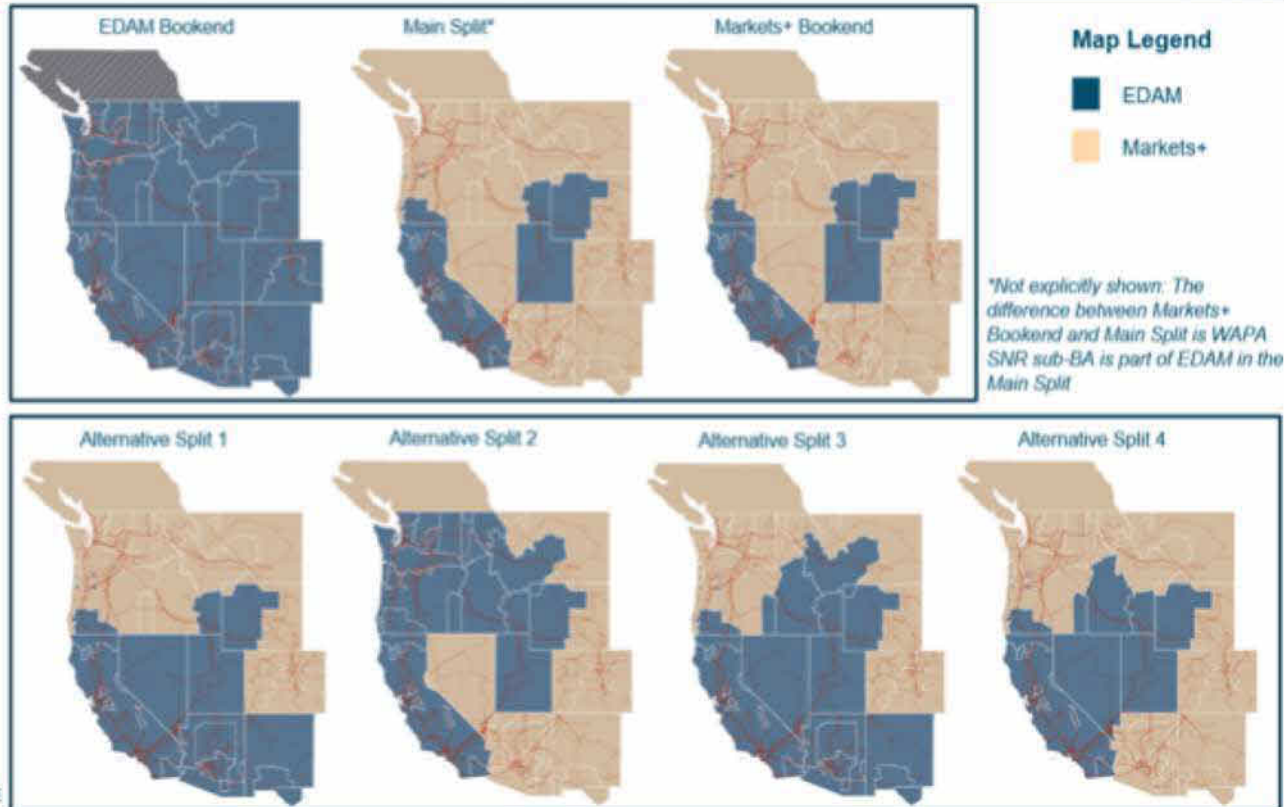 EDAM Bookend
Main Split*
Markets+ Bookend
Map Legend
EDAM
Markets+
*Not explicitly shown: The
difference between Markets+
Bookend and Main Split is WAPA
SNR sub-BA is part of EDAM in the
Main Split
Alternative Split 1
Alternative Split 2
Alternative Split 3
Alternative Split 4